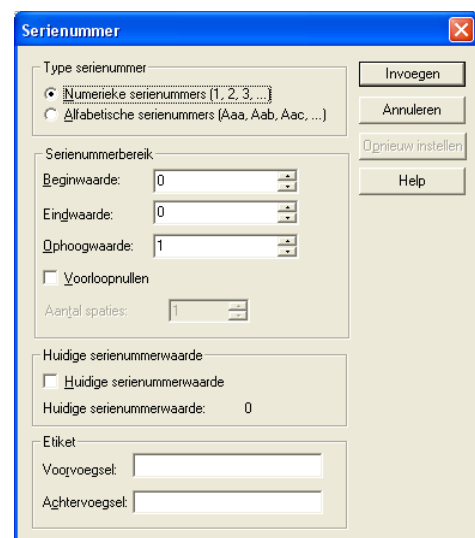 Serienummer
Type serienummer
Numerieke serienummers (1, 2, 3, ...)
Alfabetische serienummers (Aaa, Aab, Aac, ...)
Invoegen
Annuleren
Opnieuw instellen
Help
Serienummerbereik
Beginwaarde: 0
Eindwaarde: 0
Ophoogwaarde: 1
Voorloopnullen
Aantal spaties: 1
Huidige serienummerwaarde
Huidige serienummerwaarde
Huidige serienummerwaarde: 0
Etiket
Voorvoegsel:
Achtervoegsel: